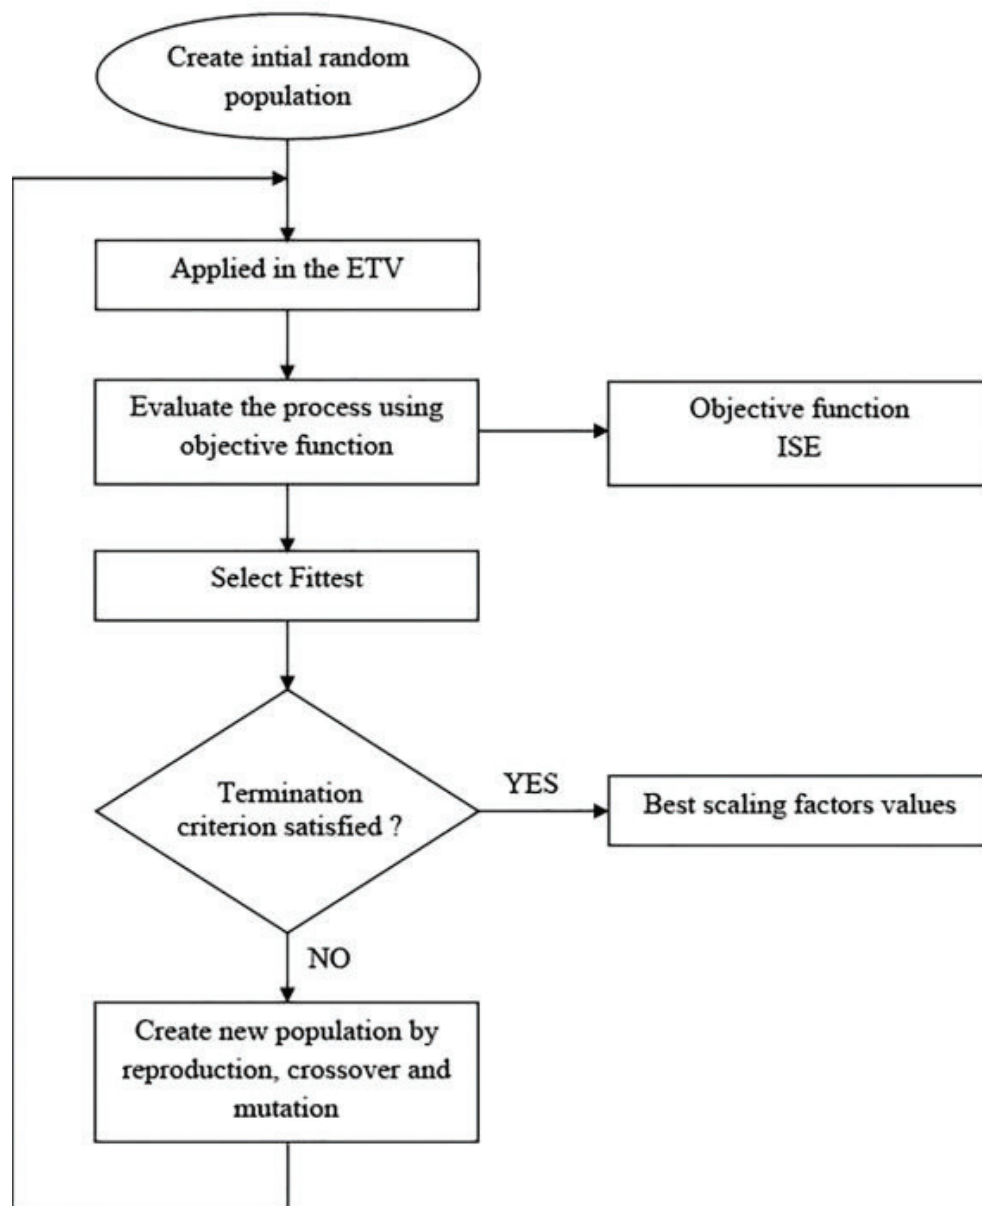 Create intial random
population
Applied in the ETV
Evaluate the process using
objective function
Objective function
ISE
Select Fittest
Termination
criterion satisfied ?
YES
Best scaling factors values
NO
Create new population by
reproduction, crossover and
mutation